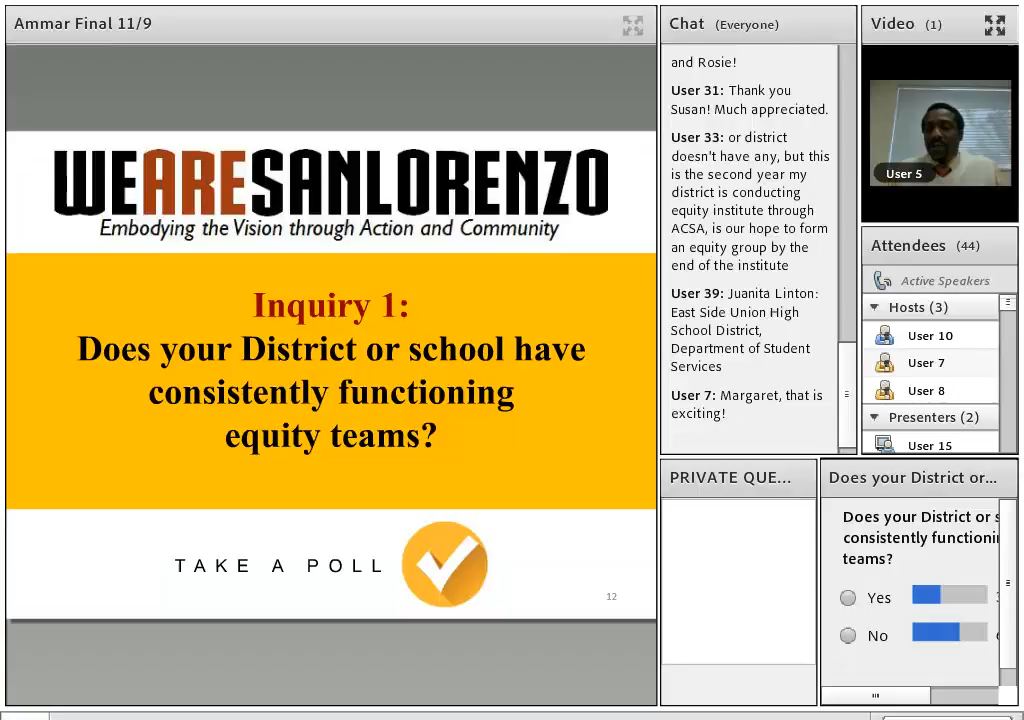 Ammar Final 11/9
WEARESANLORENZO
Embodying the Vision through Action and Community
Inquiry 1:
Does your District or school have
consistently functioning
equity teams?
TAKE A POLL
12
Chat (Everyone)
and Rosie!
User 31: Thank you
Susan! Much appreciated.
User 33: or district
doesn't have any, but this
is the second year my
district is conducting
equity institute through
ACSA, is our hope to form
an equity group by the
end of the institute
User 39: Juanita Linton:
East Side Union High
School District,
Department of Student
Services
User 7: Margaret, that is
exciting!
Video (1)
User 5
Attendees (44)
Active Speakers
Hosts (3)
User 10
User 7
User 8
Presenters (2)
User 15
PRIVATE QUE...
Does your District or...
Does your District or
consistently
teams?
Yes
No